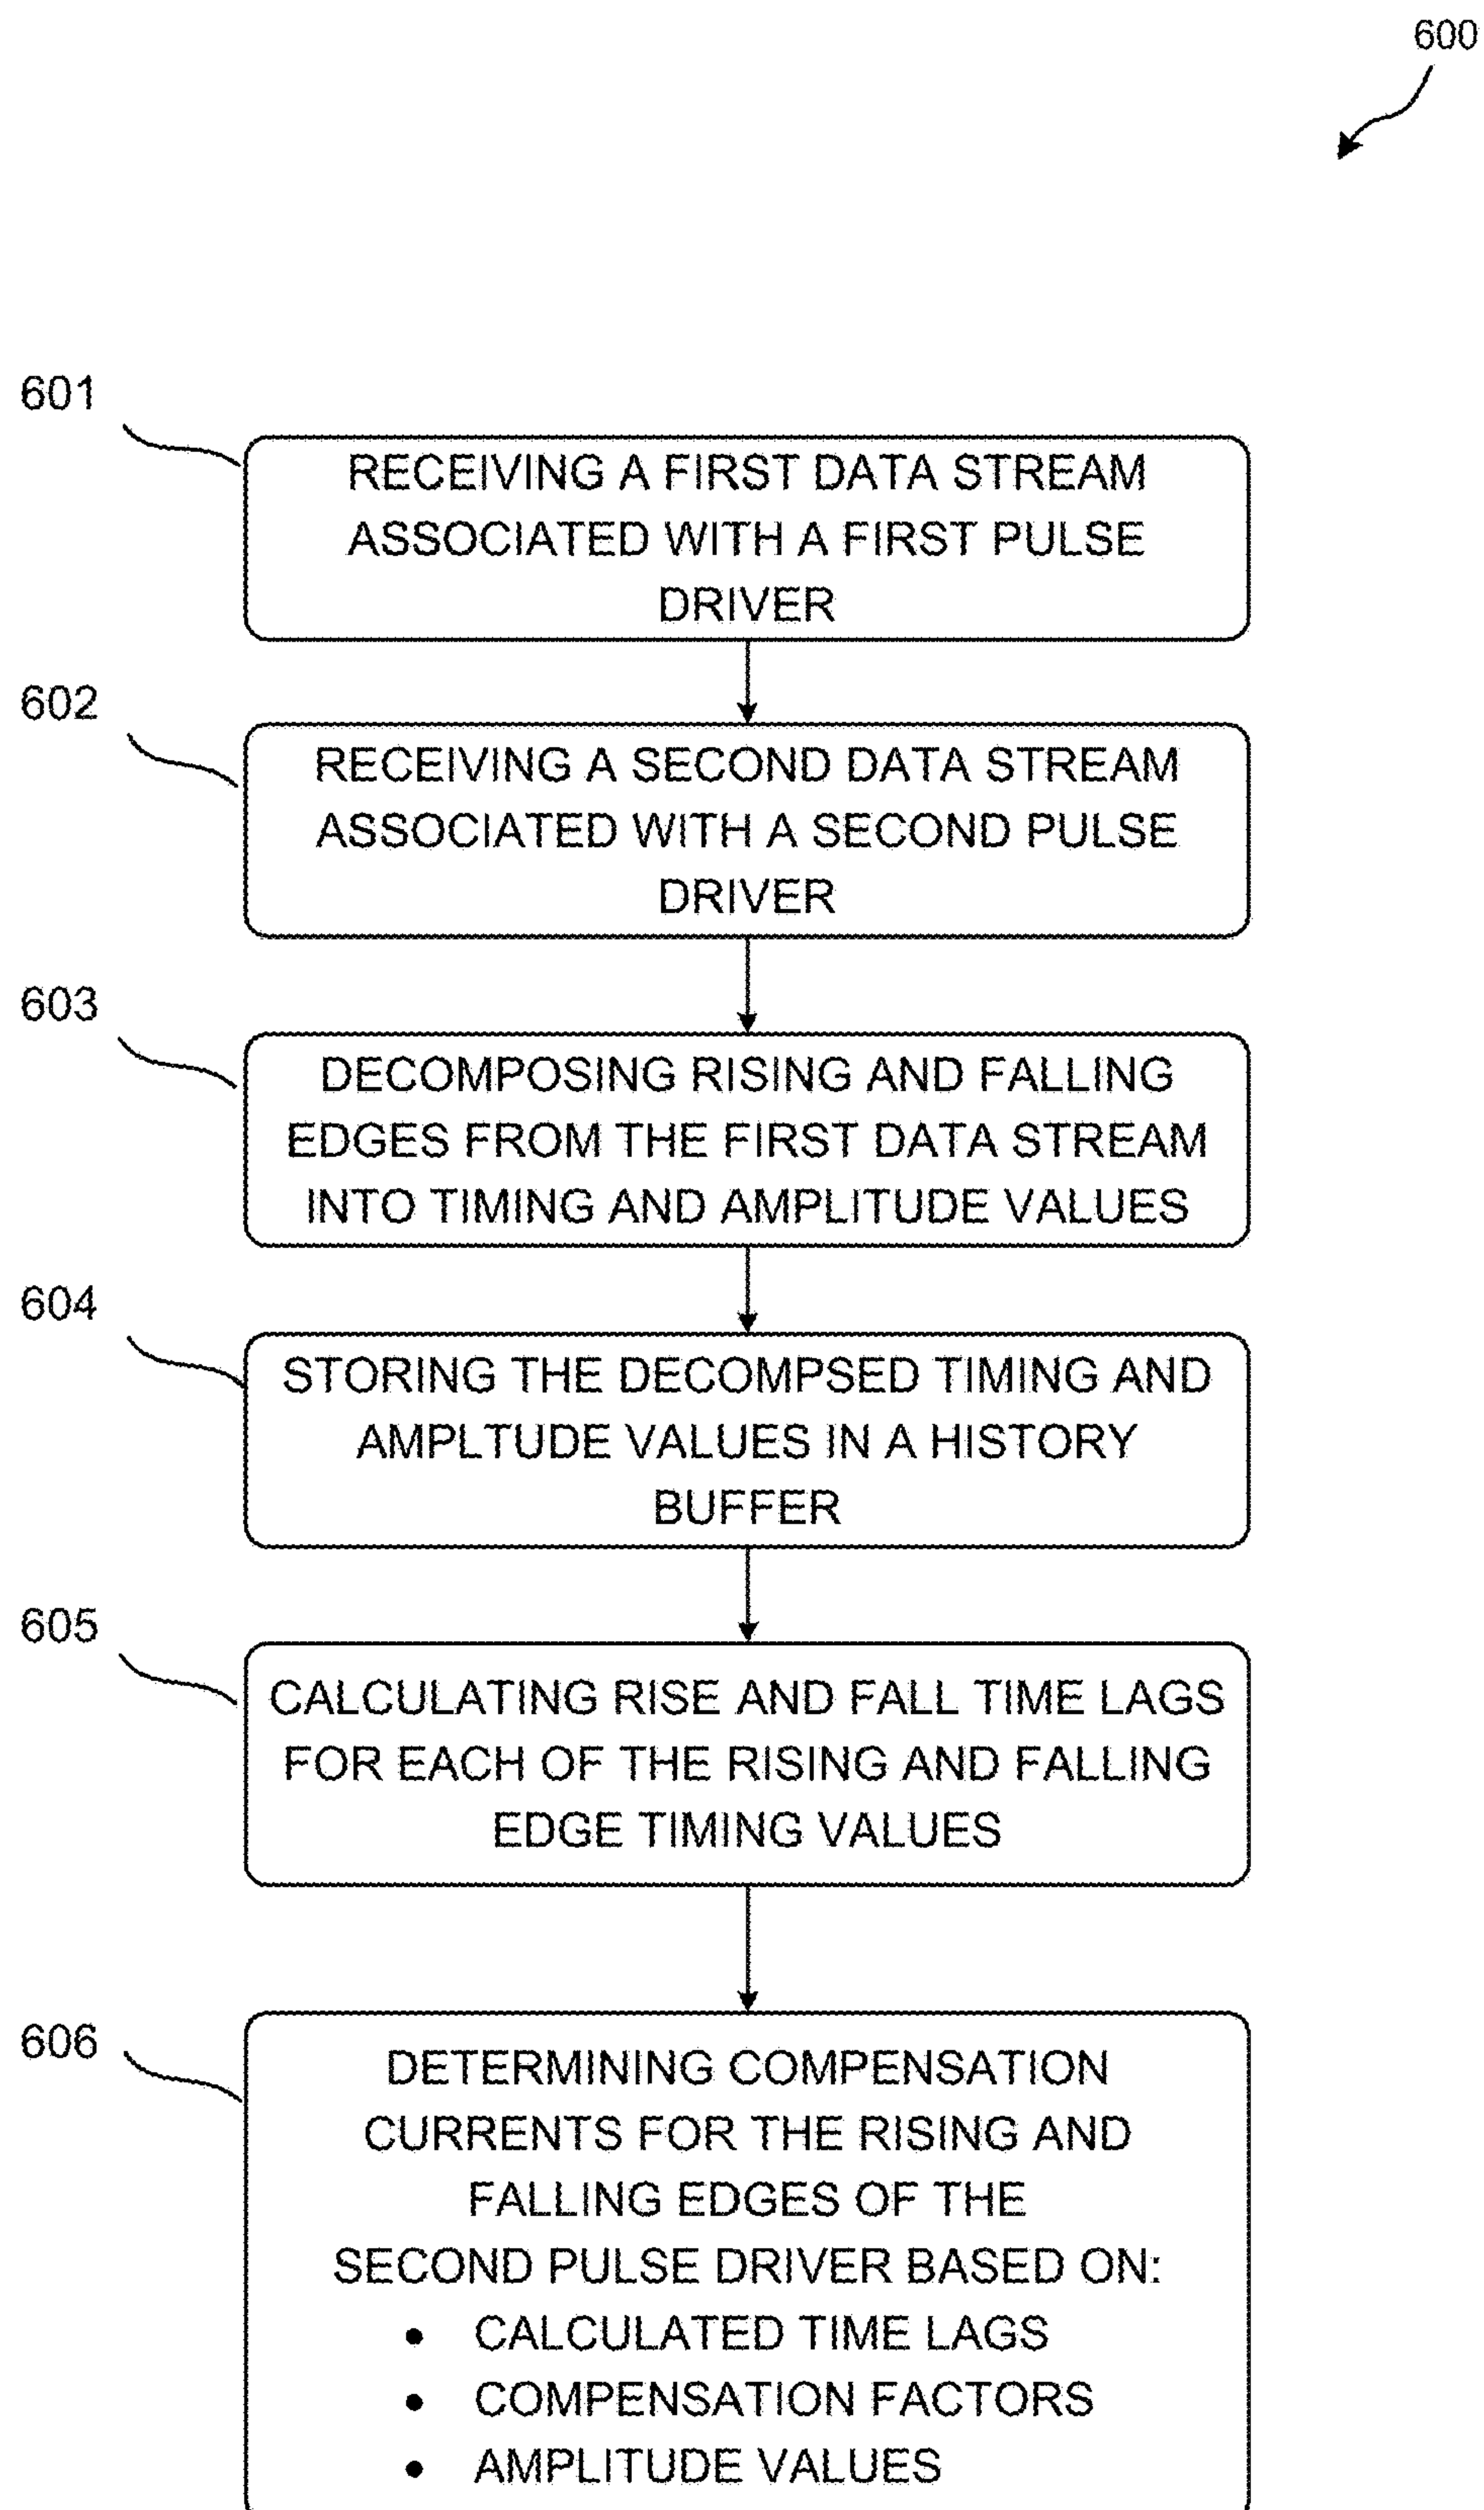 600
601
RECEIVING A FIRST DATA STREAM
ASSOCIATED WITH A FIRST PULSE
DRIVER
602
RECEIVING A SECOND DATA STREAM
ASSOCIATED WITH A SECOND PULSE
DRIVER
603
DECOMPOSING RISING AND FALLING
EDGES FROM THE FIRST DATA STREAM
INTO TIMING AND AMPLITUDE VALUES
604
STORING THE DECOMPSED TIMING AND
AMPLTUDE VALUES IN A HISTORY
BUFFER
605
CALCULATING RISE AND FALL TIME LAGS
FOR EACH OF THE RISING AND FALLING
EDGE TIMING VALUES
606
DETERMINING COMPENSATION
CURRENTS FOR THE RISING AND
FALLING EDGES OF THE
SECOND PULSE DRIVER BASED ON:
• CALCULATED TIME LAGS
• COMPENSATION FACTORS
• AMPLITUDE VALUES